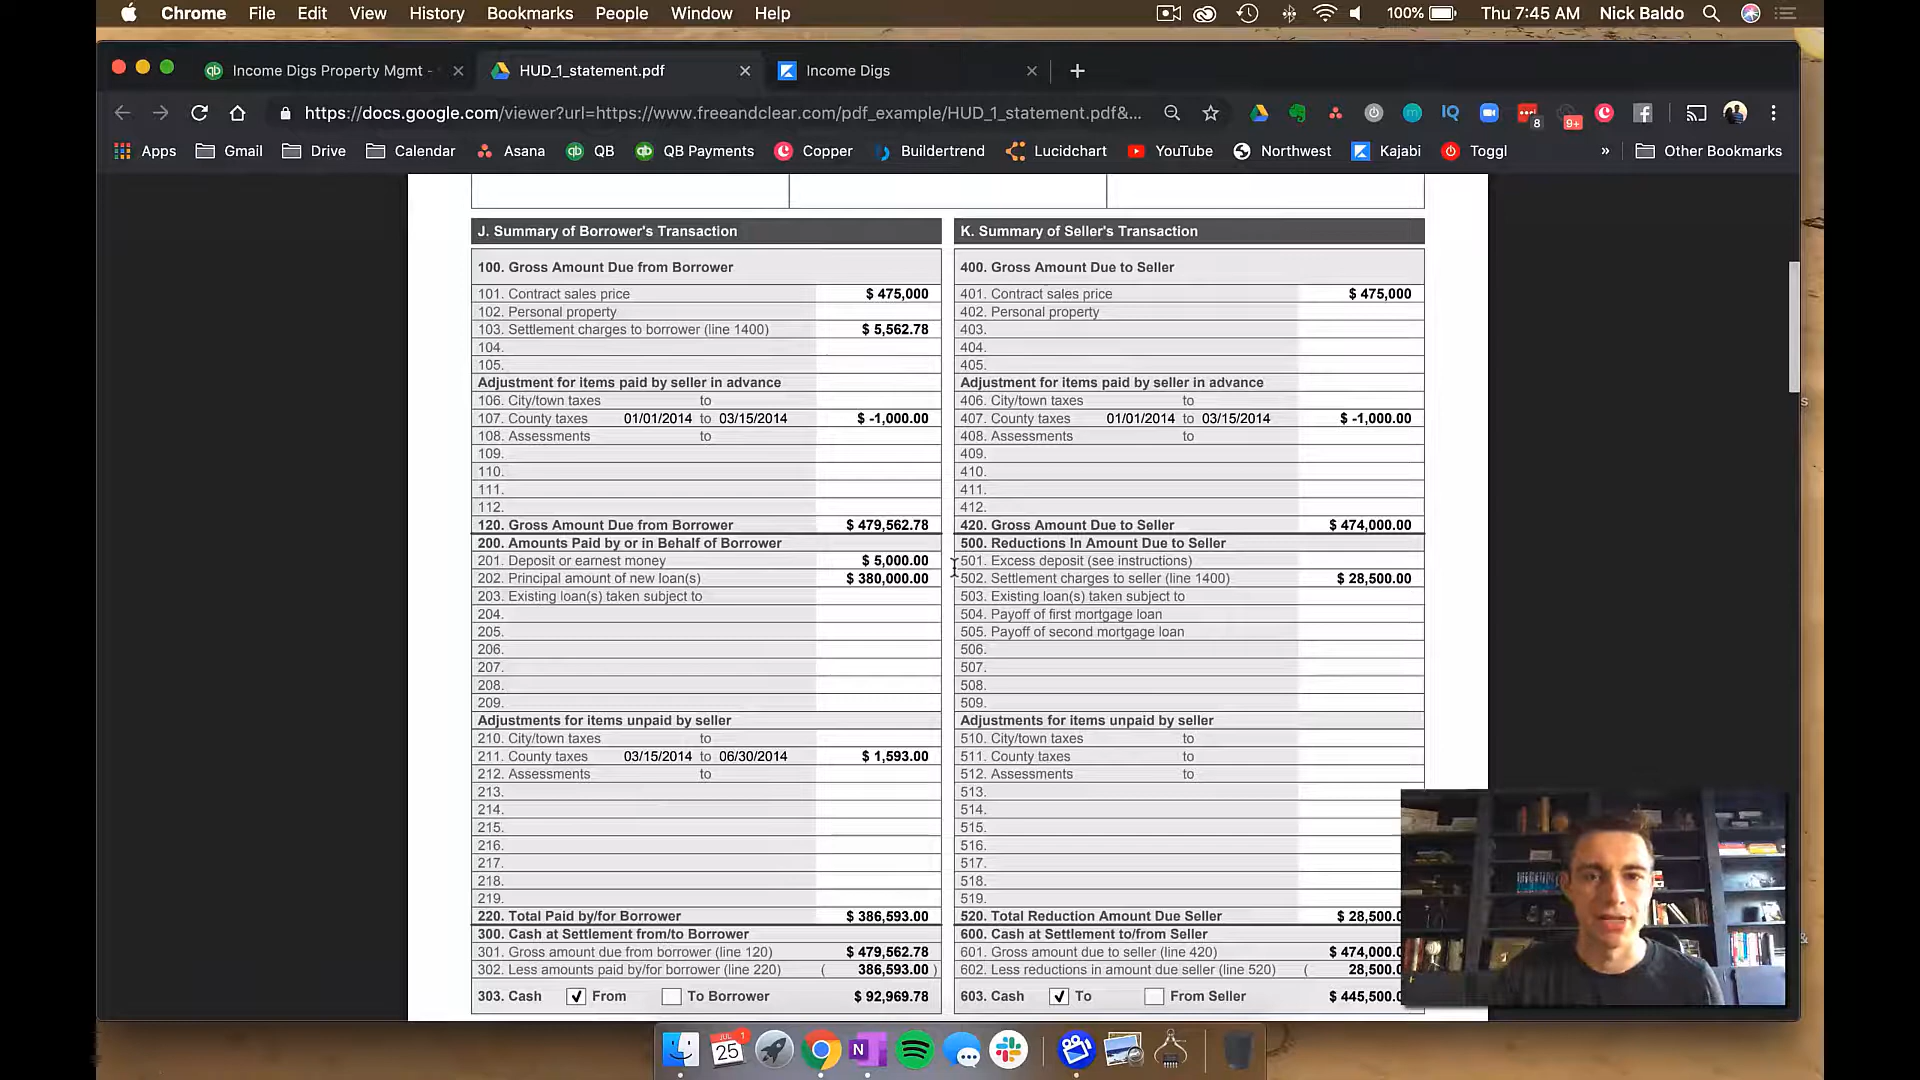 Chrome File Edit View History Bookmarks People Window Help 100% Thu 7:45 AM Nick Baldo
Income Digs Property Mgmt - HUD_1_statement.pdf Income Digs
https://docs.google.com/viewer?url=https://www.freeandclear.com/pdf_example/HUD_1_statement.pdf&... IQ 8 9+
Apps Gmail Drive Calendar Asana QB QB Payments Copper Buildertrend Lucidchart YouTube Northwest Kajabi Toggl » Other Bookmarks
J. Summary of Borrower's Transaction
100. Gross Amount Due from Borrower
101. Contract sales price $ 475,000
102. Personal property
103. Settlement charges to borrower (line 1400) $ 5,562.78
104.
105.
Adjustment for items paid by seller in advance
106. City/town taxes to
107. County taxes 01/01/2014 to 03/15/2014 $ -1,000.00
108. Assessments to
109.
110.
111.
112.
120. Gross Amount Due from Borrower $ 479,562.78
200. Amounts Paid by or in Behalf of Borrower
201. Deposit or earnest money $ 5,000.00
202. Principal amount of new loan(s) $ 380,000.00
203. Existing loan(s) taken subject to
204.
205.
206.
207.
208.
209.
Adjustments for items unpaid by seller
210. City/town taxes to
211. County taxes 03/15/2014 to 06/30/2014 $ 1,593.00
212. Assessments to
213.
214.
215.
216.
217.
218.
219.
220. Total Paid by/for Borrower $ 386,593.00
300. Cash at Settlement from/to Borrower
301. Gross amount due from borrower (line 120) $ 479,562.78
302. Less amounts paid by/for borrower (line 220) ( 386,593.00 )
303. Cash ✓ From To Borrower $ 92,969.78
K. Summary of Seller's Transaction
400. Gross Amount Due to Seller
401. Contract sales price $ 475,000
402. Personal property
403.
404.
405.
Adjustment for items paid by seller in advance
406. City/town taxes to
407. County taxes 01/01/2014 to 03/15/2014 $ -1,000.00
408. Assessments to
409.
410.
411.
412.
420. Gross Amount Due to Seller $ 474,000.00
500. Reductions In Amount Due to Seller
501. Excess deposit (see instructions)
502. Settlement charges to seller (line 1400) $ 28,500.00
503. Existing loan(s) taken subject to
504. Payoff of first mortgage loan
505. Payoff of second mortgage loan
506.
507.
508.
509.
Adjustments for items unpaid by seller
510. City/town taxes to
511. County taxes to
512. Assessments to
513.
514.
515.
516.
517.
518.
519.
520. Total Reduction Amount Due Seller $ 28,500.0
600. Cash at Settlement to/from Seller
601. Gross amount due to seller (line 420) $ 474,000.0
602. Less reductions in amount due seller (line 520) ( 28,500.0
603. Cash ✓ To From Seller $ 445,500.0
JUL 25 1